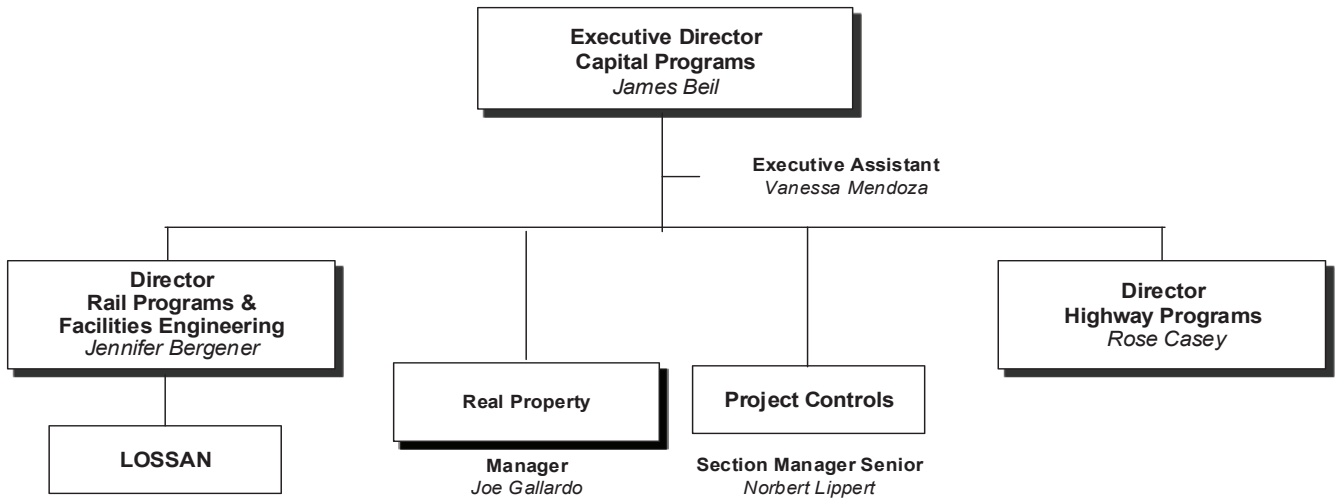 Executive Director
Capital Programs
James Beil
Executive Assistant
Vanessa Mendoza
Director
Rail Programs &
Facilities Engineering
Jennifer Bergener
Director
Highway Programs
Rose Casey
Real Property
Project Controls
LOSSAN
Manager
Joe Gallardo
Section Manager Senior
Norbert Lippert